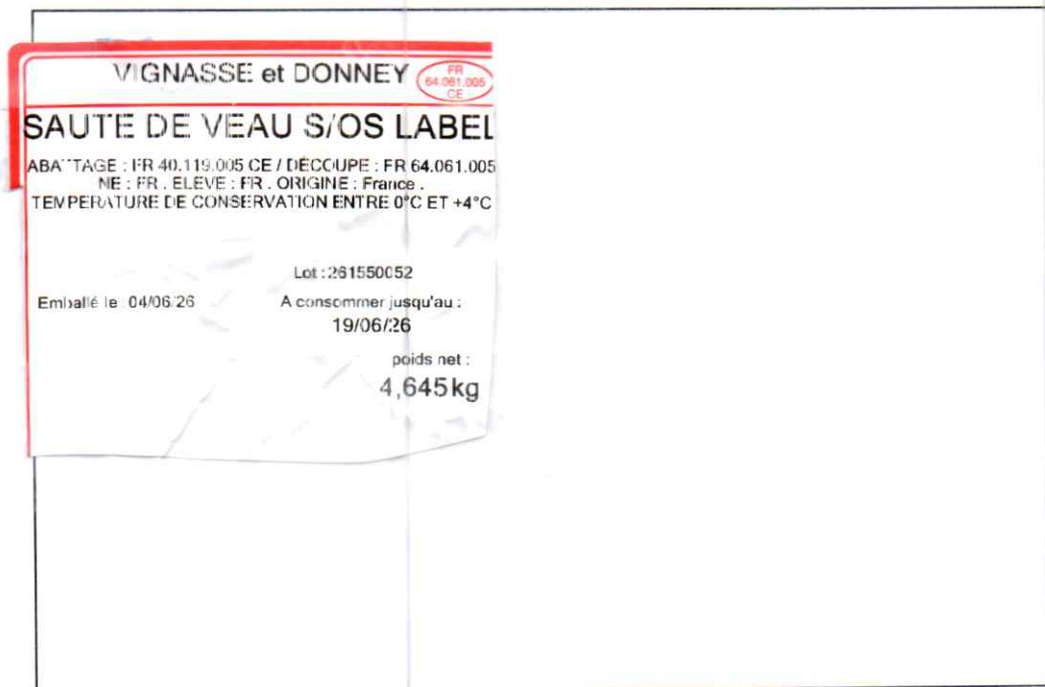 VIGNASSE et DONNEY
FR
64.061.005
CE
SAUTE DE VEAU S/OS LABEL
ABATTAGE : FR 40.119.005 CE / DÉCOUPE : FR 64.061.005
NE : FR . ELEVE : FR . ORIGINE : France .
TEMPERATURE DE CONSERVATION ENTRE 0°C ET +4°C
Lot : 261550052
Emballé le 04/06/26
A consommer jusqu'au :
19/06/26
poids net :
4,645kg